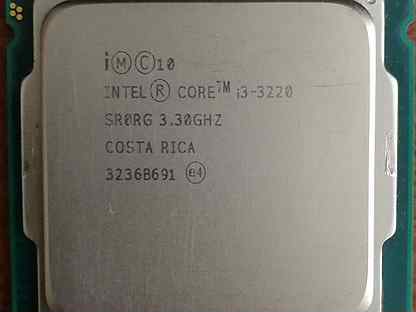 i Ⓜ Ⓒ 10
INTEL® CORE™ i3-3220
SR0RG 3.30GHZ
COSTA RICA
3236B691 e4